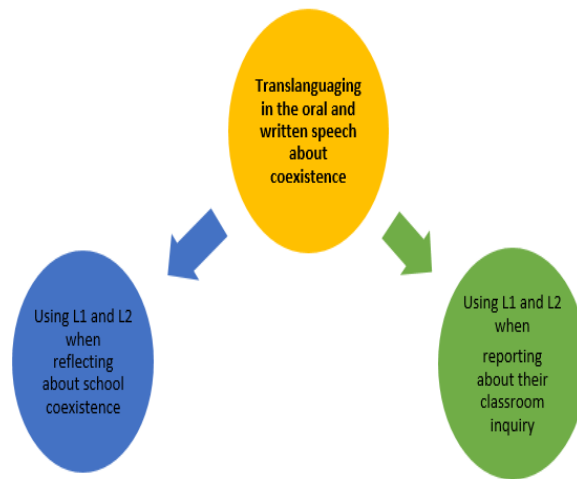 Translanguaging
in the oral and
written speech
about
coexistence
Using L1 and L2
when
reflecting
about school
coexistence
Using L1 and L2
when
reporting
about their
classroom
inquiry